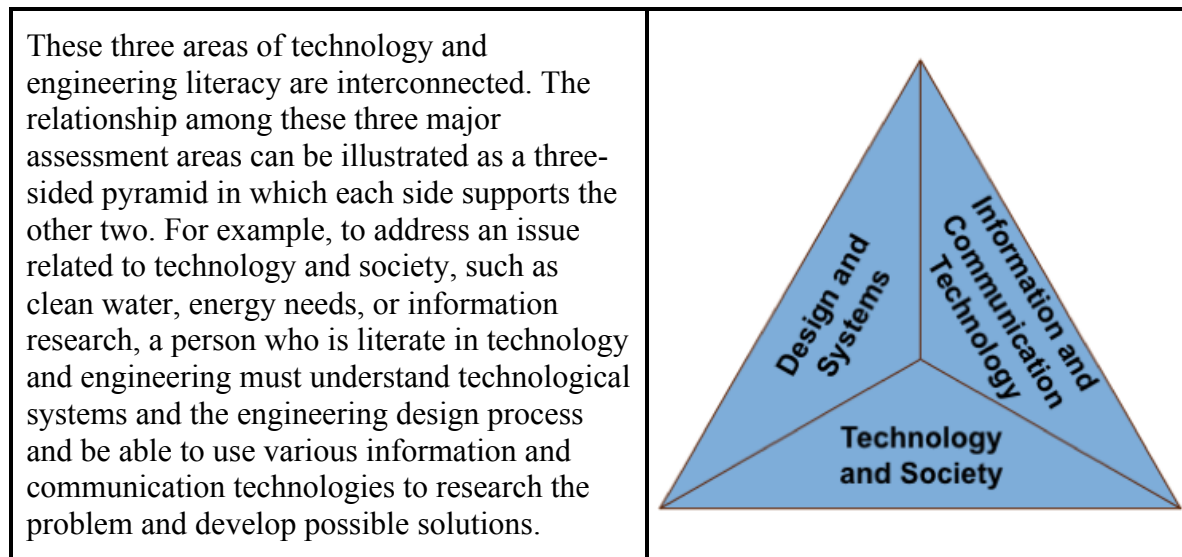 These three areas of technology and
engineering literacy are interconnected. The
relationship among these three major
assessment areas can be illustrated as a three-
sided pyramid in which each side supports the
other two. For example, to address an issue
related to technology and society, such as
clean water, energy needs, or information
research, a person who is literate in technology
and engineering must understand technological
systems and the engineering design process
and be able to use various information and
communication technologies to research the
problem and develop possible solutions.
Design and
Systems
Information and
Communication
Technology
Technology
and Society